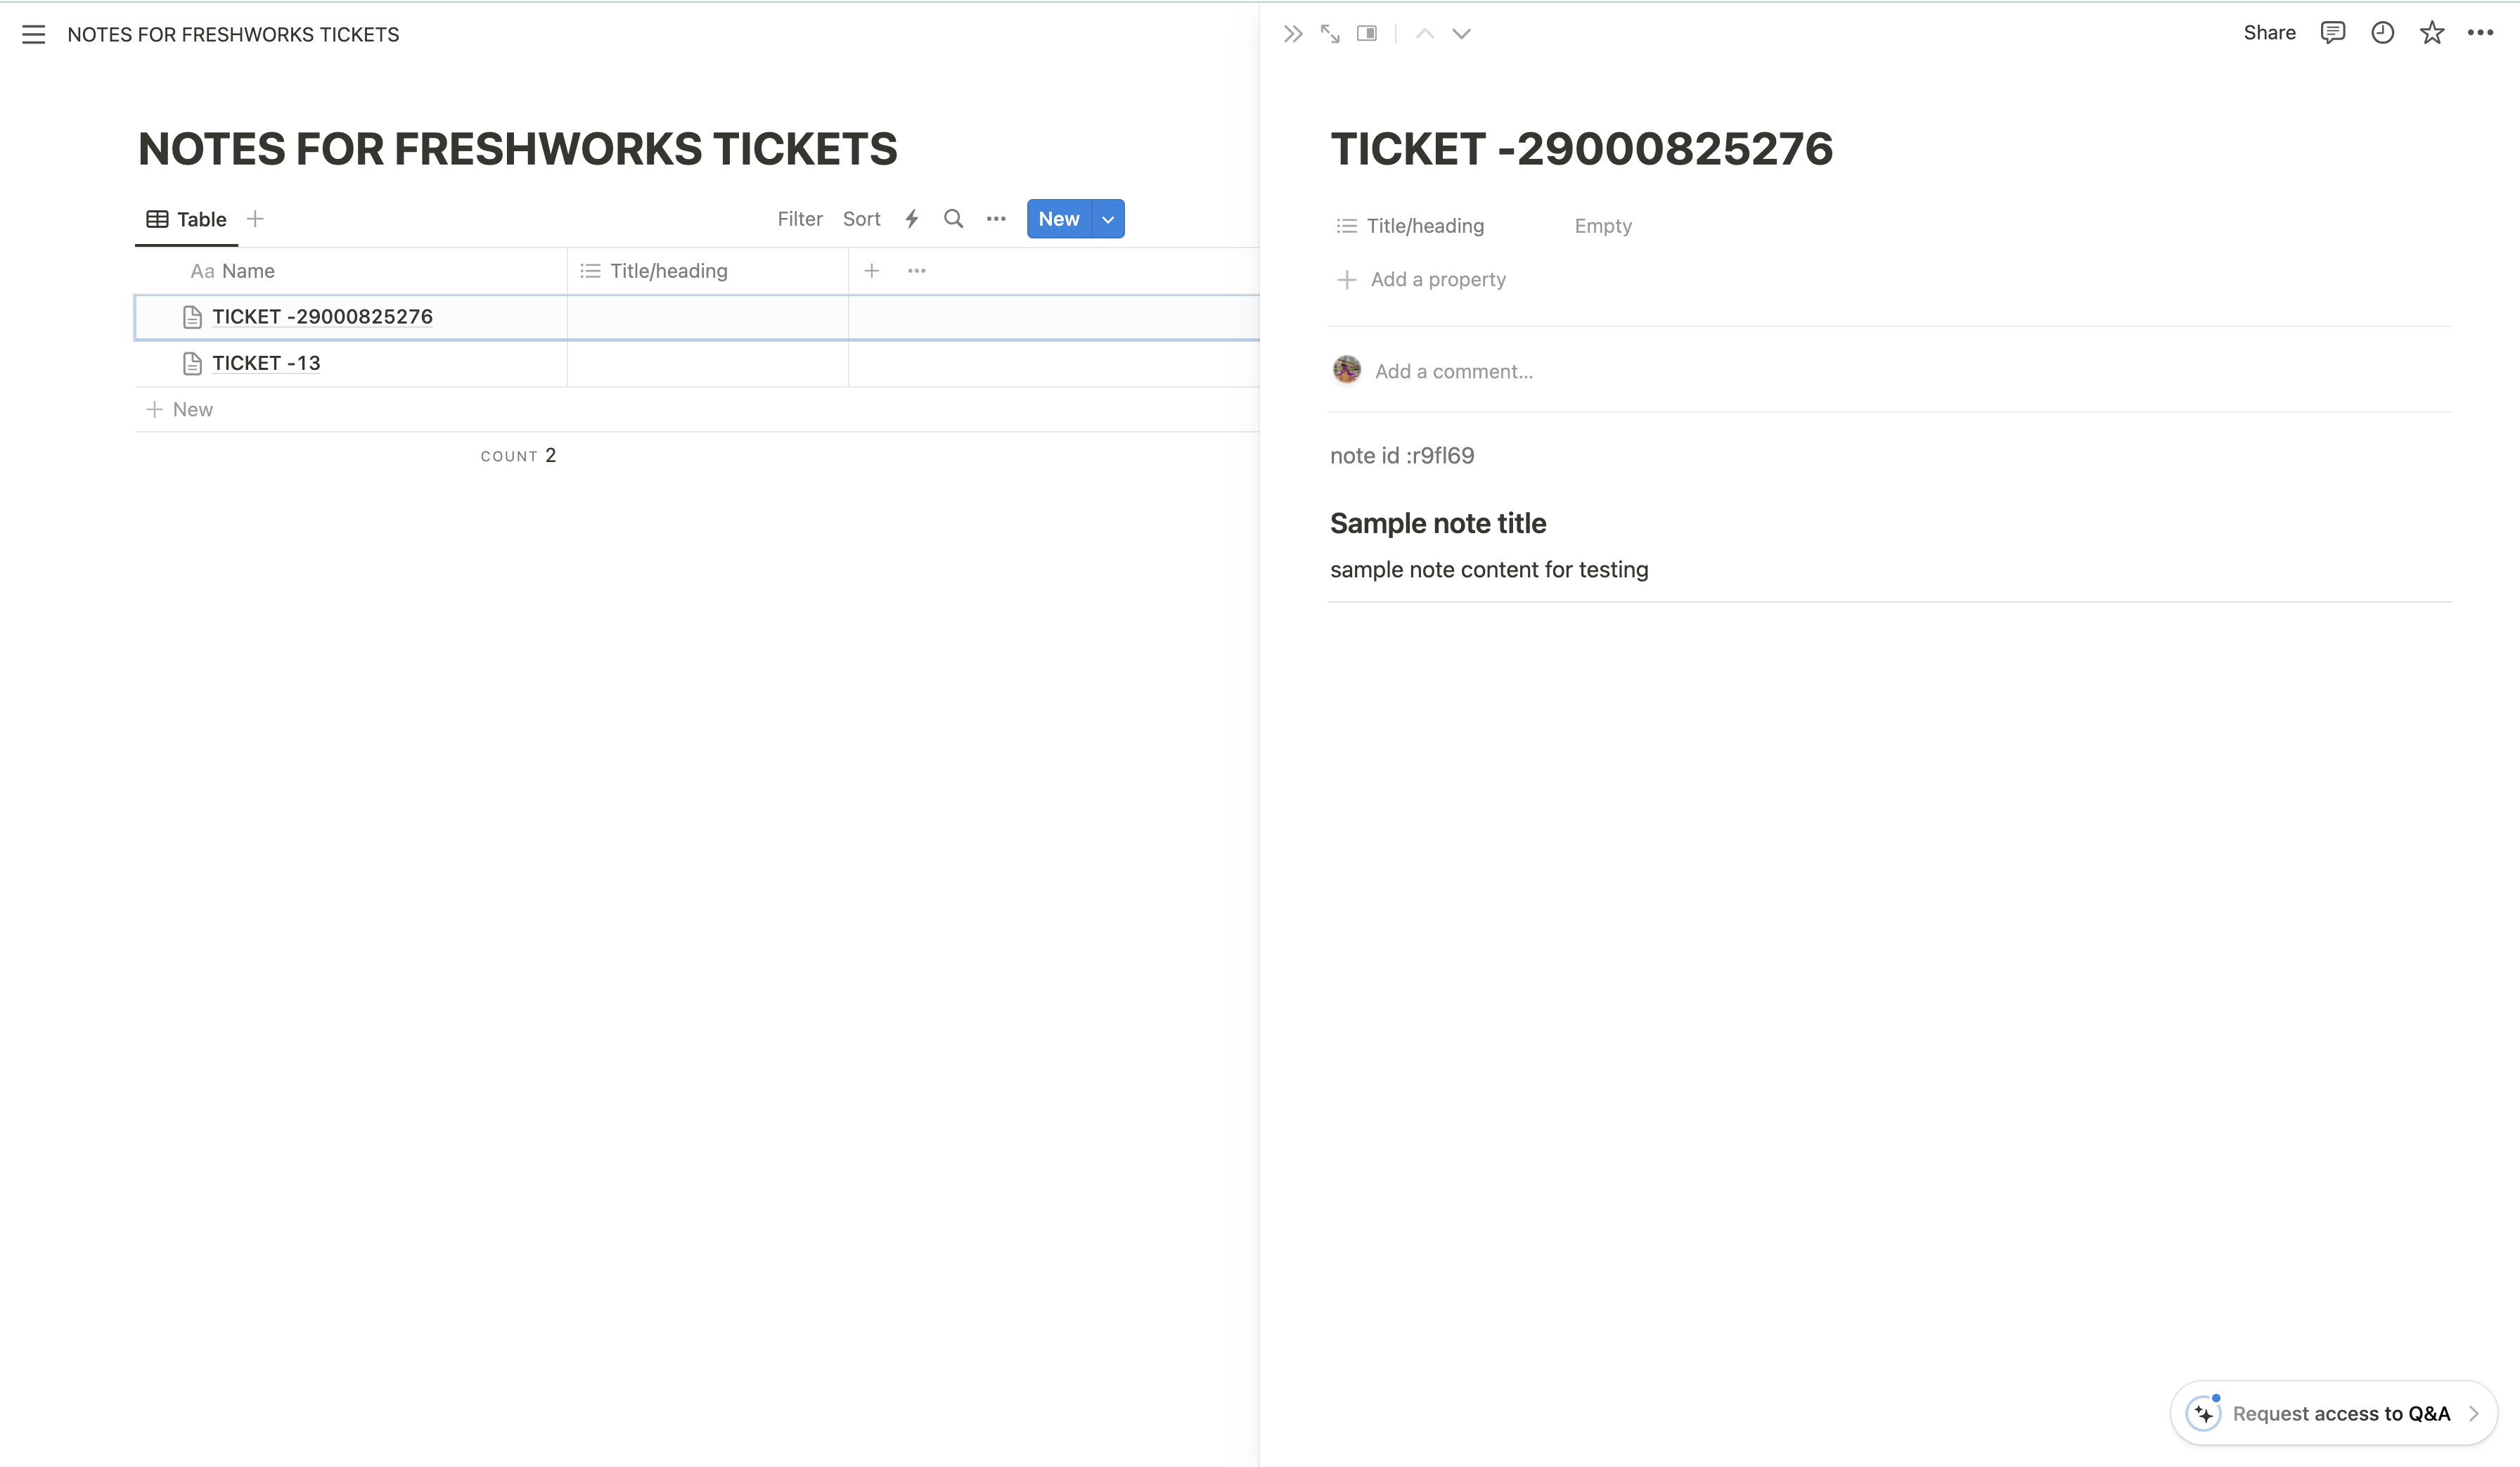 NOTES FOR FRESHWORKS TICKETS
Share
NOTES FOR FRESHWORKS TICKETS
Table
Filter Sort New
Aa Name Title/heading
TICKET -29000825276
TICKET -13
New
COUNT 2
TICKET -29000825276
Title/heading Empty
Add a property
Add a comment...
note id :r9fl69
Sample note title
sample note content for testing
Request access to Q&A